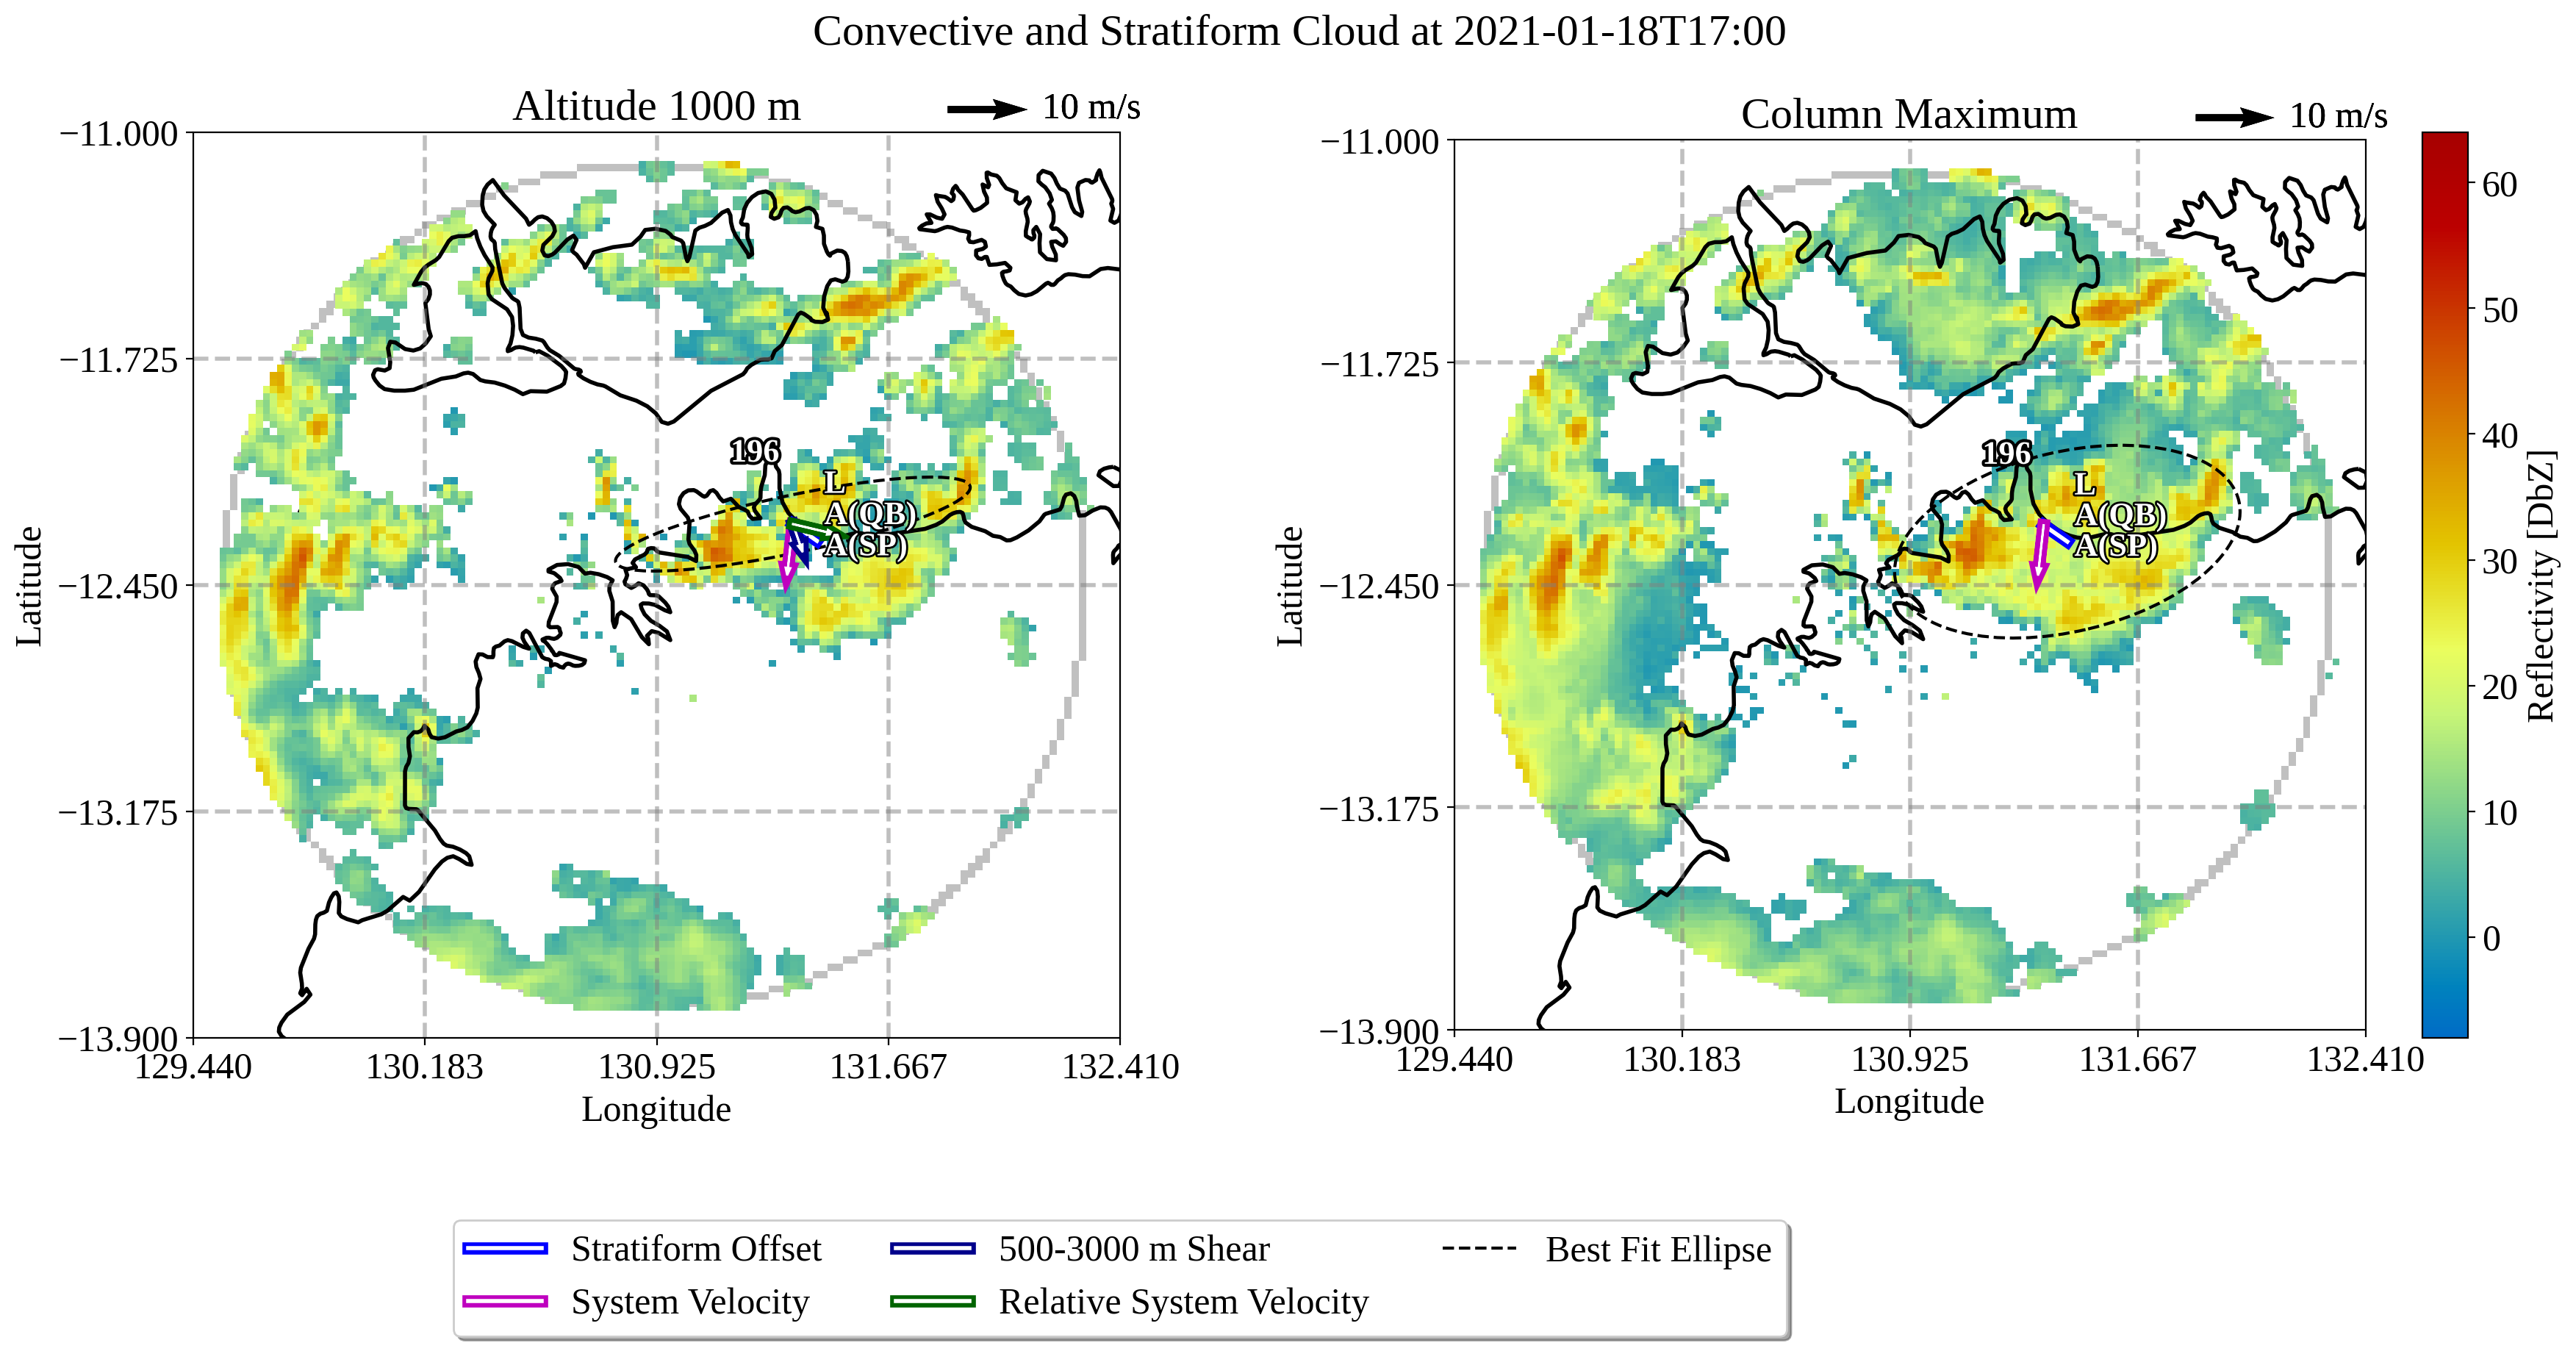 Convective and Stratiform Cloud at 2021-01-18T17:00
Altitude 1000 m
10 m/s
−11.000
−11.725
−12.450
−13.175
−13.900
129.440
130.183
130.925
131.667
132.410
Latitude
Longitude
196
L
A(QB)
A(SP)
Column Maximum
10 m/s
−11.000
−11.725
−12.450
−13.175
−13.900
129.440
130.183
130.925
131.667
132.410
Latitude
Longitude
196
L
A(QB)
A(SP)
60
50
40
30
20
10
0
Reflectivity [DbZ]
Stratiform Offset
System Velocity
500-3000 m Shear
Relative System Velocity
Best Fit Ellipse